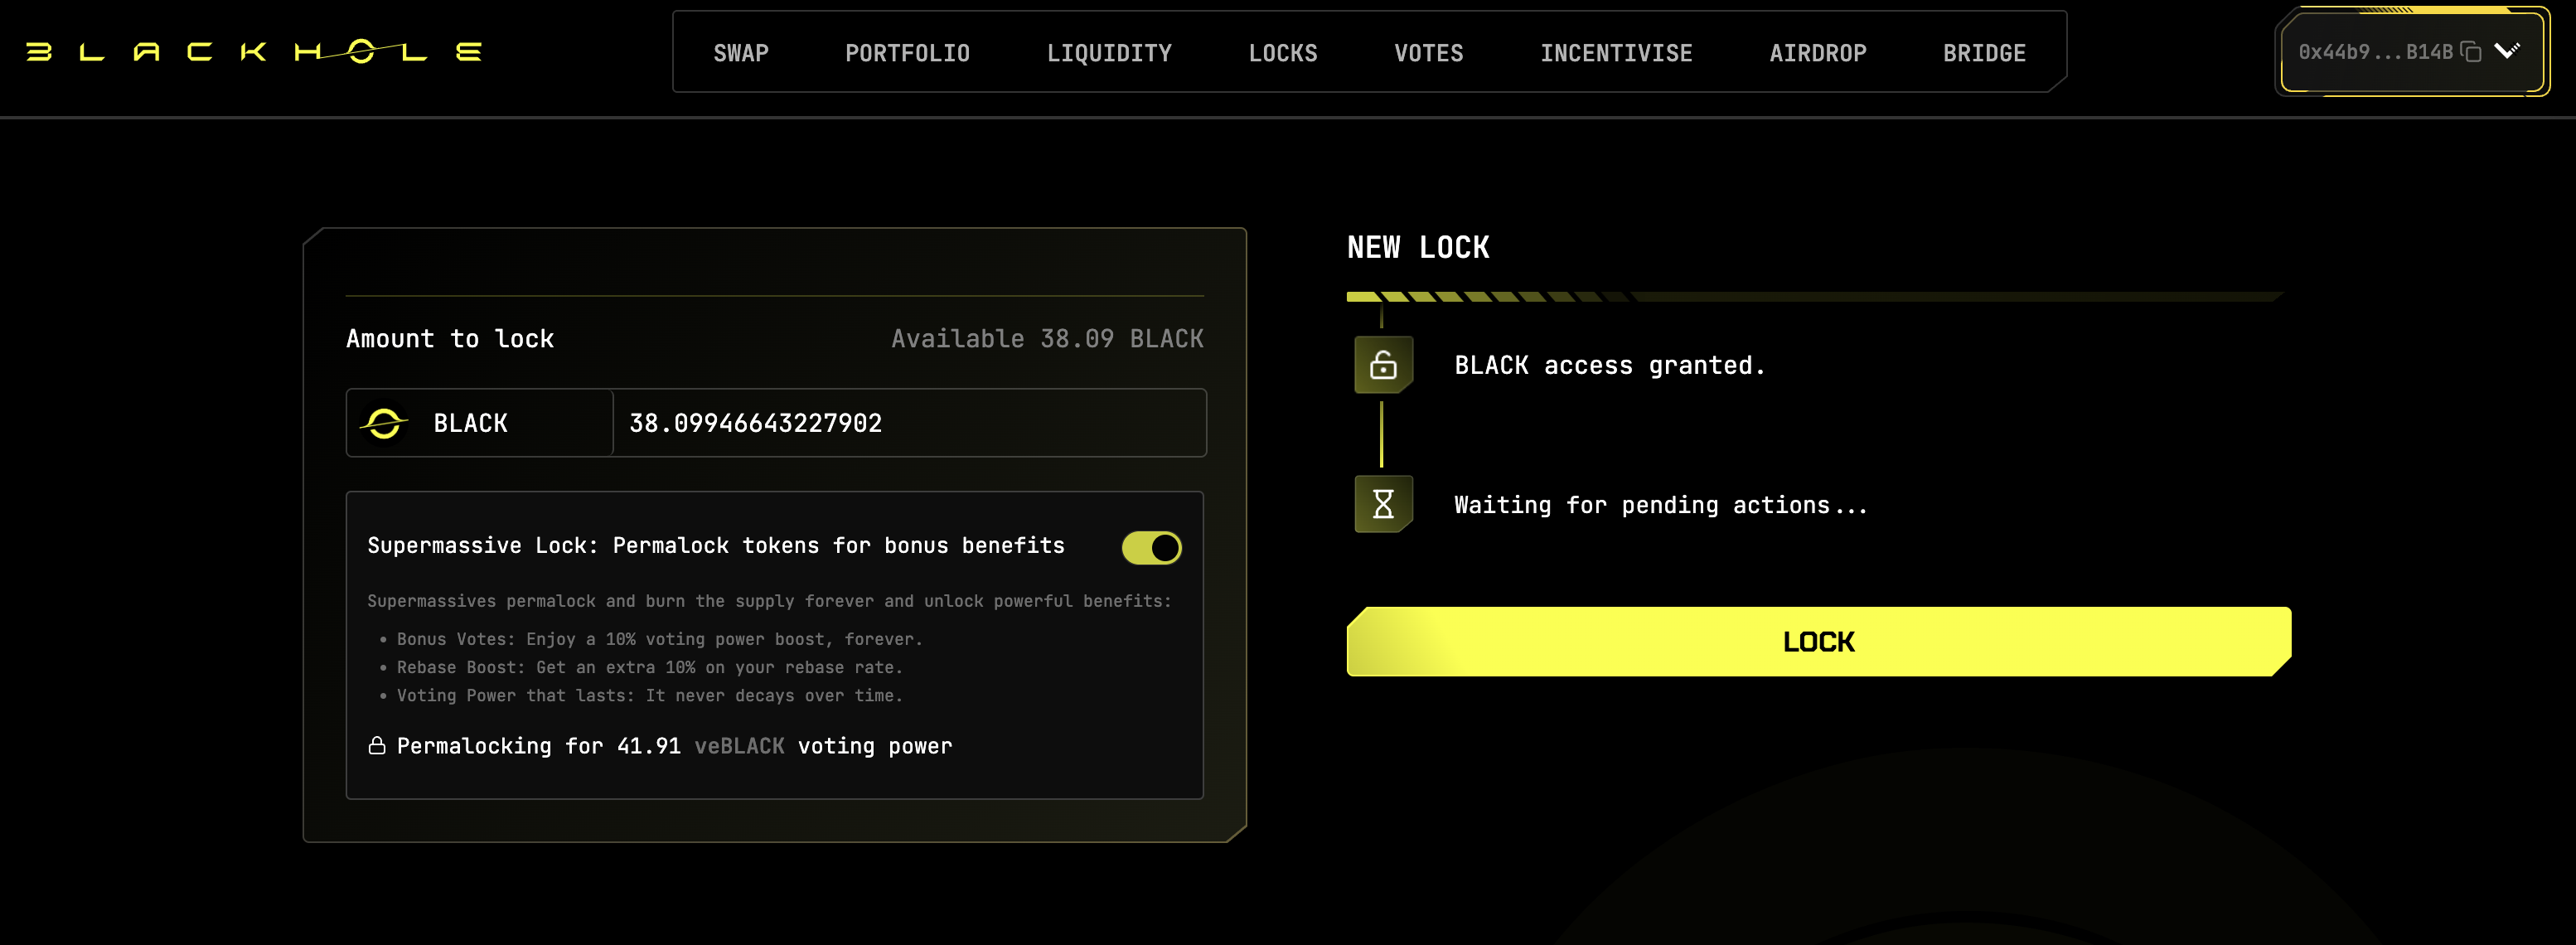 BLACKHOLE
SWAP PORTFOLIO LIQUIDITY LOCKS VOTES INCENTIVISE AIRDROP BRIDGE
0x44b9...B14B
NEW LOCK
Amount to lock Available 38.09 BLACK
BLACK access granted.
BLACK 38.09946643227902
Waiting for pending actions...
Supermassive Lock: Permalock tokens for bonus benefits
Supermassives permalock and burn the supply forever and unlock powerful benefits:
• Bonus Votes: Enjoy a 10% voting power boost, forever.
• Rebase Boost: Get an extra 10% on your rebase rate.
• Voting Power that lasts: It never decays over time.
Permalocking for 41.91 veBLACK voting power
LOCK